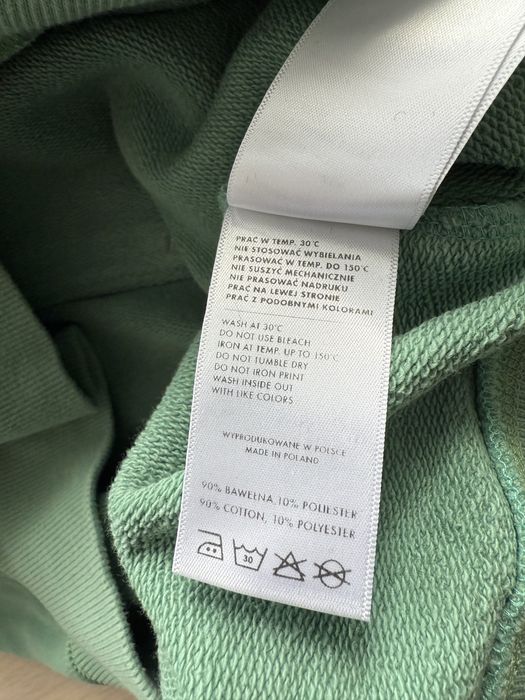 PRAĆ W TEMP. 30°C
NIE STOSOWAĆ WYBIELANIA
PRASOWAĆ W TEMP. DO 150°C
NIE SUSZYĆ MECHANICZNIE
NIE PRASOWAĆ NADRUKU
PRAĆ NA LEWEJ STRONIE
PRAĆ Z PODOBNYMI KOLORAMI
WASH AT 30°C
DO NOT USE BLEACH
IRON AT TEMP. UP TO 150°C
DO NOT TUMBLE DRY
DO NOT IRON PRINT
WASH INSIDE OUT
WITH LIKE COLORS
WYPRODUKOWANE W POLSCE
MADE IN POLAND
90% BAWEŁNA, 10% POLIESTER
90% COTTON, 10% POLYESTER
30